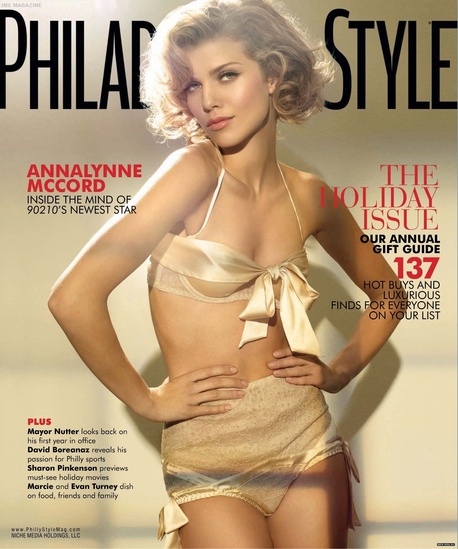 PHILAD STYLE
ANNALYNNE
MCCORD
INSIDE THE MIND OF
90210'S NEWEST STAR
THE
HOLIDAY
ISSUE
OUR ANNUAL
GIFT GUIDE
137
HOT BUYS AND
LUXURIOUS
FINDS FOR EVERYONE
ON YOUR LIST
PLUS
Mayor Nutter looks back on
his first year in office
David Boreanaz reveals his
passion for Philly sports
Sharon Pinkenson previews
must-see holiday movies
Marcie and Evan Turney dish
on food, friends and family
www.PhillyStyleMag.com
NICHE MEDIA HOLDINGS, LLC